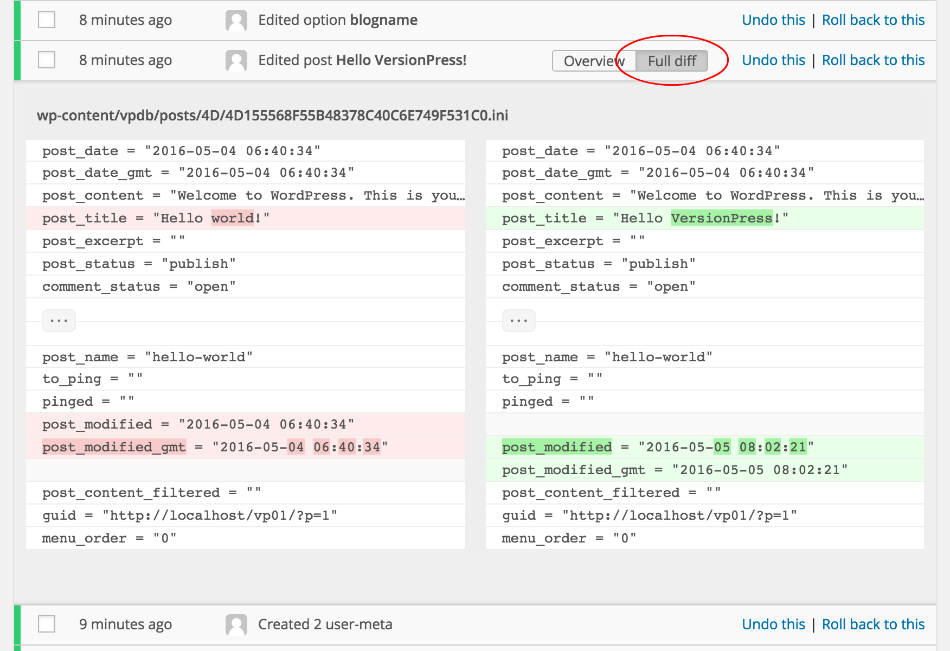 8 minutes ago Edited option blogname Undo this | Roll back to this
8 minutes ago Edited post Hello VersionPress! Overview Full diff Undo this | Roll back to this
wp-content/vpdb/posts/4D/4D155568F55B48378C40C6E749F531C0.ini
post_date = "2016-05-04 06:40:34"
post_date_gmt = "2016-05-04 06:40:34"
post_content = "Welcome to WordPress. This is you…
post_title = "Hello world!"
post_excerpt = ""
post_status = "publish"
comment_status = "open"
...
post_name = "hello-world"
to_ping = ""
pinged = ""
post_modified = "2016-05-04 06:40:34"
post_modified_gmt = "2016-05-04 06:40:34"
post_content_filtered = ""
guid = "http://localhost/vp01/?p=1"
menu_order = "0"
post_date = "2016-05-04 06:40:34"
post_date_gmt = "2016-05-04 06:40:34"
post_content = "Welcome to WordPress. This is you…
post_title = "Hello VersionPress!"
post_excerpt = ""
post_status = "publish"
comment_status = "open"
...
post_name = "hello-world"
to_ping = ""
pinged = ""
post_modified = "2016-05-05 08:02:21"
post_modified_gmt = "2016-05-05 08:02:21"
post_content_filtered = ""
guid = "http://localhost/vp01/?p=1"
menu_order = "0"
9 minutes ago Created 2 user-meta Undo this | Roll back to this